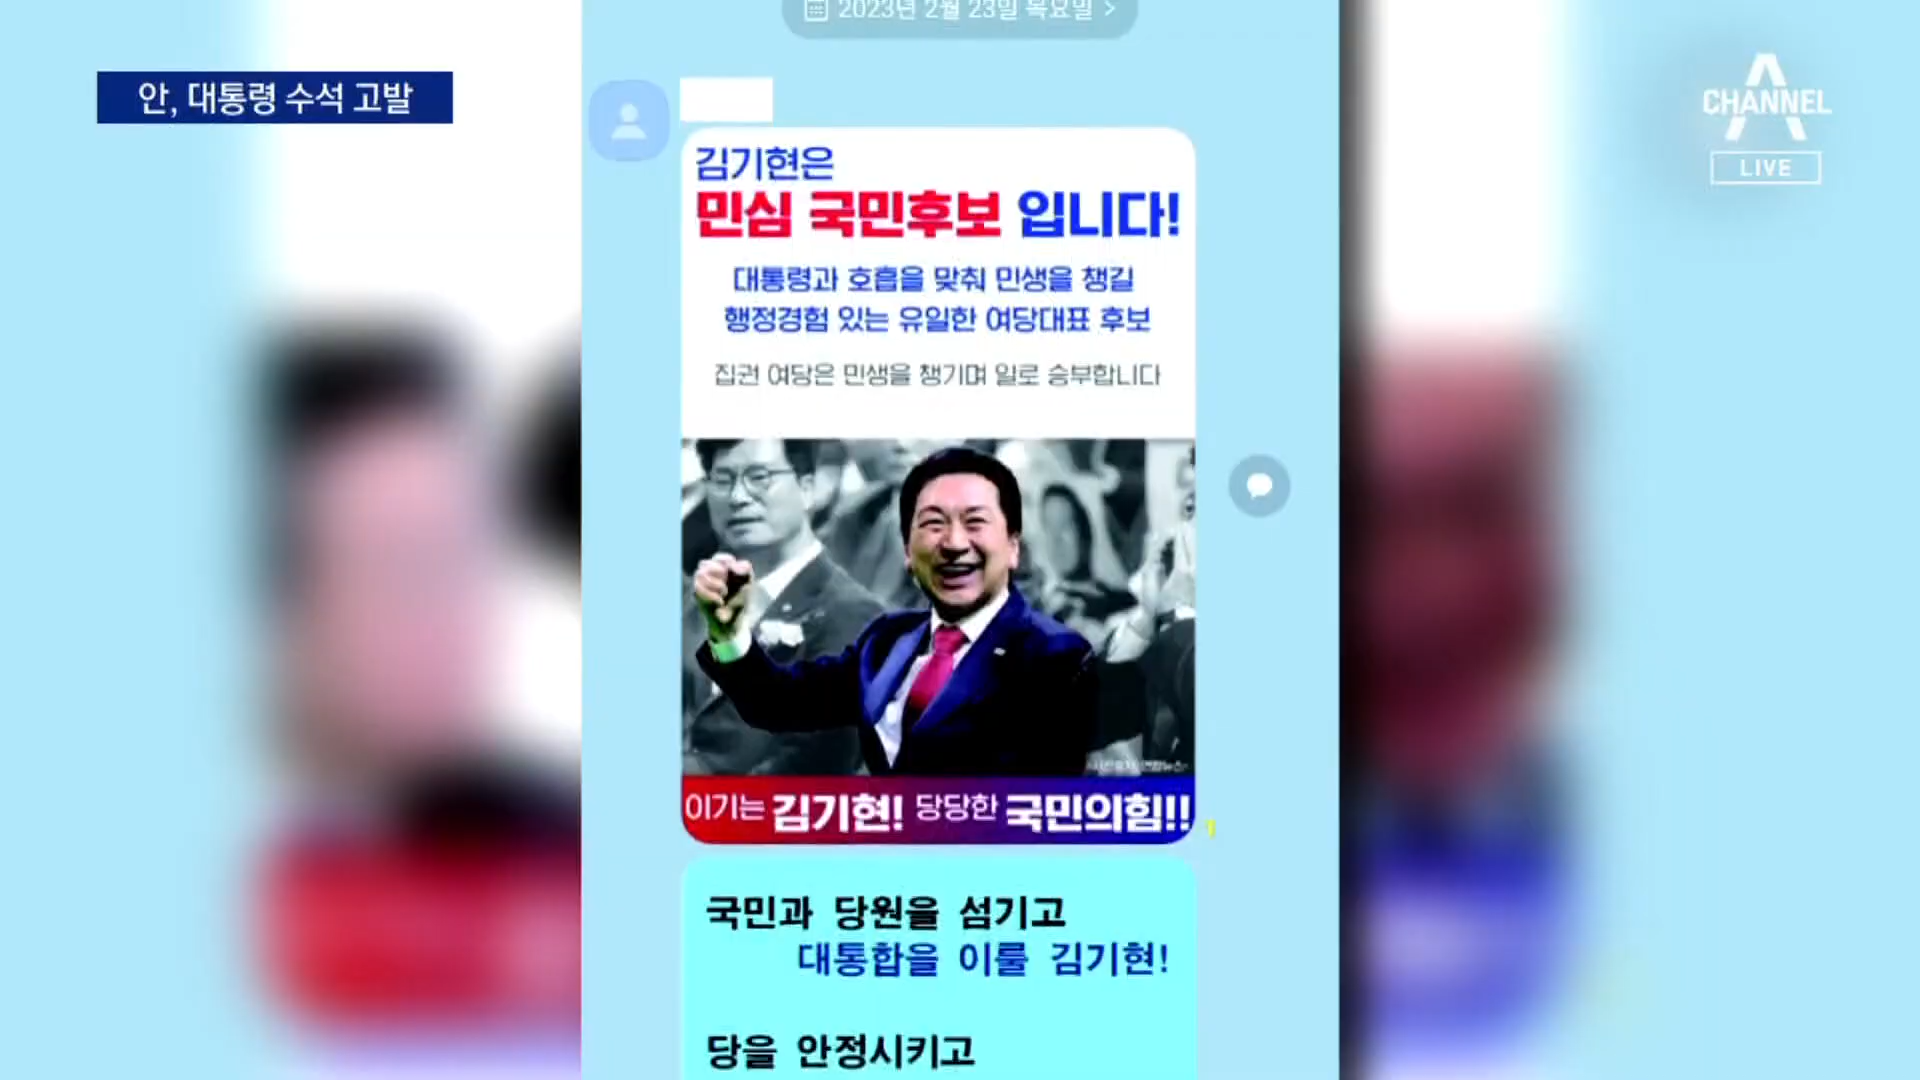 2023년 2월 23일 목요일 >
안, 대통령 수석 고발
CHANNEL A
LIVE
김기현은
민심 국민후보 입니다!
대통령과 호흡을 맞춰 민생을 챙길
행정경험 있는 유일한 여당대표 후보
집권 여당은 민생을 챙기며 일로 승부합니다
이기는 김기현! 당당한 국민의힘!!
국민과 당원을 섬기고
대통합을 이룰 김기현!
당을 안정시키고